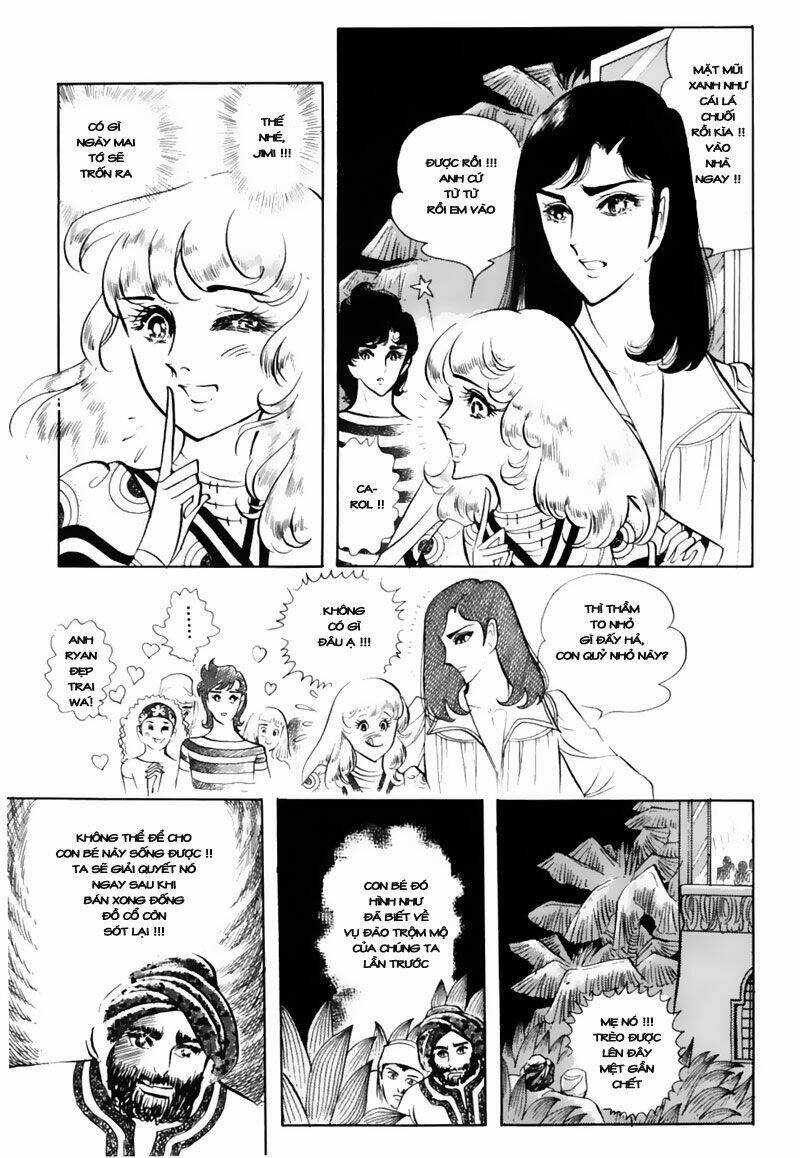 MẶT MŨI
XANH NHƯ
CÁI LÁ
CHUỐI
RỒI KÌA !!
VÀO
NHÀ
NGAY !!
ĐƯỢC RỒI !!!
ANH CỨ
TỪ TỪ
RỒI EM VÀO
CA-
ROL !!
THẾ
NHÉ,
JIMI !!!
CÓ GÌ
NGÀY MAI
TỚ SẼ
TRỐN RA
THÌ THẦM
TO NHỎ
GÌ ĐẤY HẢ,
CON QUỶ NHỎ NÀY?
KHÔNG
CÓ GÌ
ĐÂU Ạ !!!
ANH
RYAN
ĐẸP
TRAI
WÁ!
MẸ NÓ !!!
TRÈO ĐƯỢC
LÊN ĐÂY
MỆT GẦN
CHẾT
CON BÉ ĐÓ
HÌNH NHƯ
ĐÃ BIẾT VỀ
VỤ ĐÀO TRỘM MỘ
CỦA CHÚNG TA
LẦN TRƯỚC
KHÔNG THỂ ĐỂ CHO
CON BÉ NÀY SỐNG ĐƯỢC !!
TA SẼ GIẢI QUYẾT NÓ
NGAY SAU KHI
BÁN XONG ĐỐNG
ĐỒ CỔ CÒN
SÓT LẠI !!!